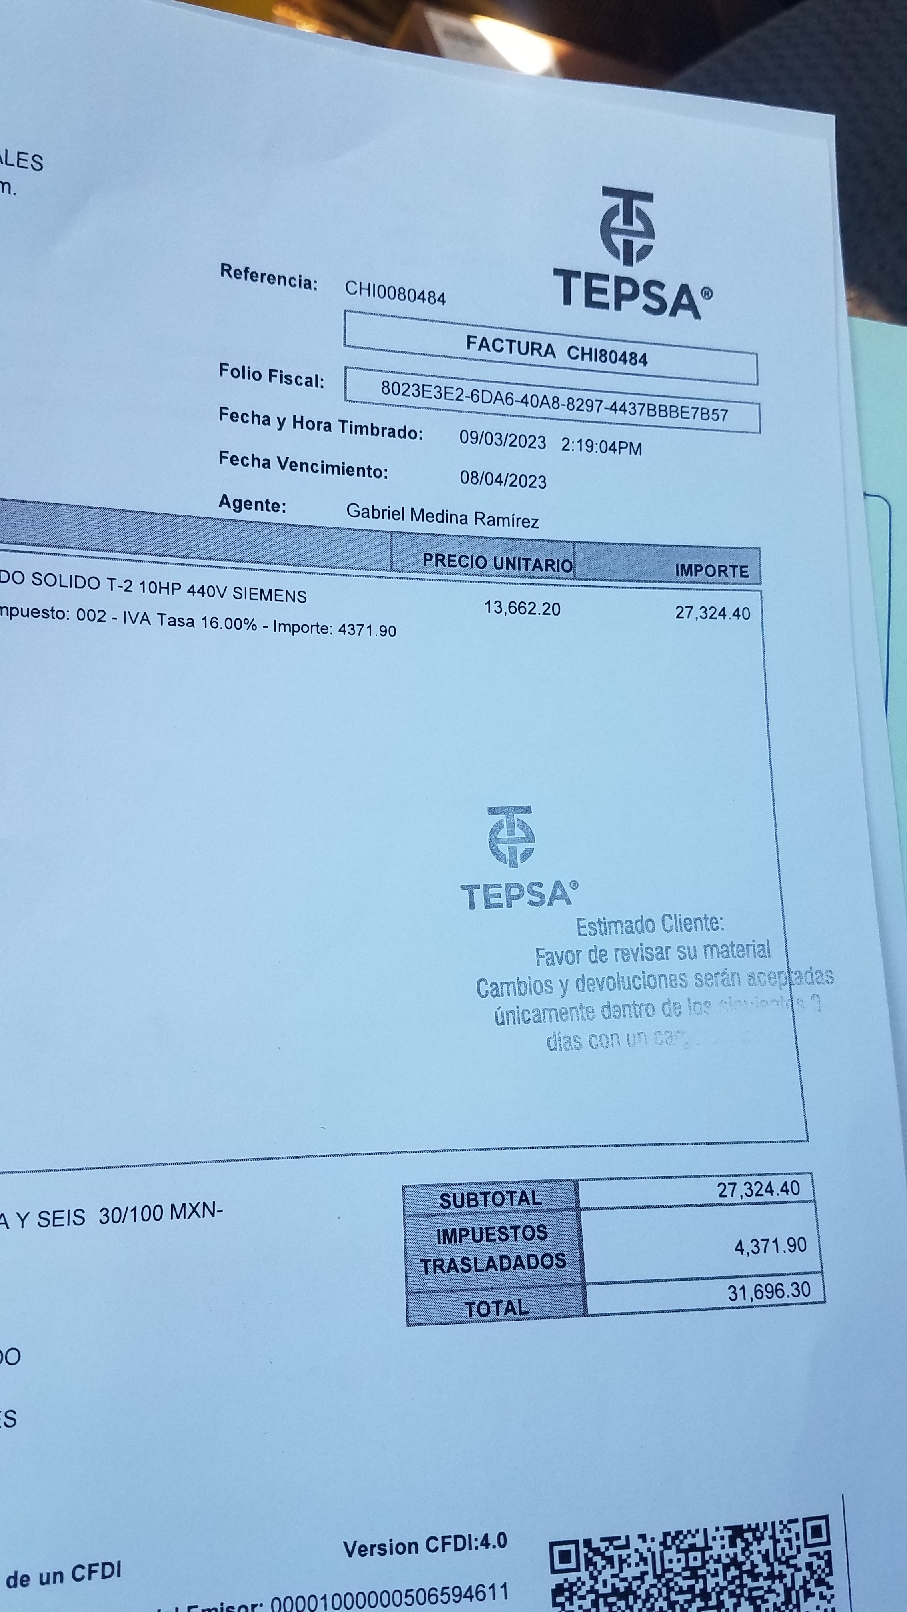 ALES
m.
TEPSA®
Referencia: CHI0080484
FACTURA CHI80484
Folio Fiscal: 8023E3E2-6DA6-40A8-8297-4437BBBE7B57
Fecha y Hora Timbrado: 09/03/2023 2:19:04PM
Fecha Vencimiento: 08/04/2023
Agente: Gabriel Medina Ramírez
PRECIO UNITARIO IMPORTE
DO SOLIDO T-2 10HP 440V SIEMENS 13,662.20 27,324.40
mpuesto: 002 - IVA Tasa 16.00% - Importe: 4371.90
TEPSA®
Estimado Cliente:
Favor de revisar su material
Cambios y devoluciones serán aceptadas
únicamente dentro de los siguientes
días con un
A Y SEIS 30/100 MXN-
SUBTOTAL 27,324.40
IMPUESTOS TRASLADADOS 4,371.90
TOTAL 31,696.30
DO
ES
Version CFDI:4.0
de un CFDI
Emisor: 00001000000506594611